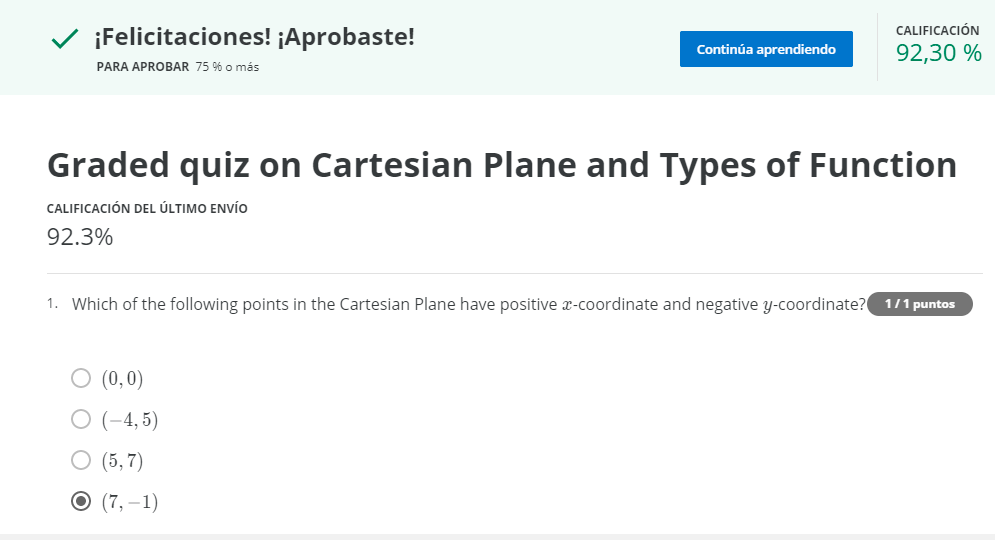 ¡Felicitaciones! ¡Aprobaste!
PARA APROBAR 75 % o más
Continúa aprendiendo
CALIFICACIÓN
92,30 %
Graded quiz on Cartesian Plane and Types of Function
CALIFICACIÓN DEL ÚLTIMO ENVÍO
92.3%
1. Which of the following points in the Cartesian Plane have positive x-coordinate and negative y-coordinate? 1 / 1 puntos
(0, 0)
(−4, 5)
(5, 7)
(7, −1)